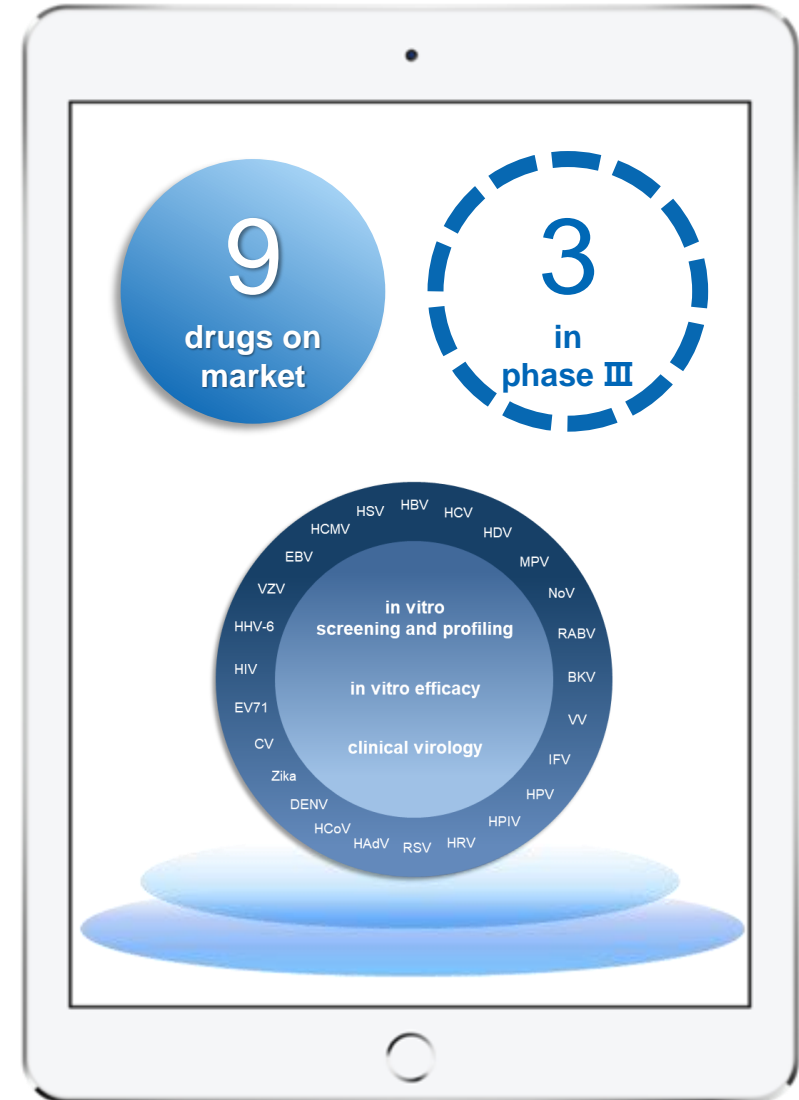 9
drugs on
market
3
in
phase Ⅲ
HBV
HCV
HDV
MPV
NoV
RABV
BKV
VV
IFV
HPV
HPIV
HRV
RSV
HAdV
HCoV
DENV
Zika
CV
EV71
HIV
HHV-6
VZV
EBV
HCMV
HSV
in vitro
screening and profiling
in vitro efficacy
clinical virology